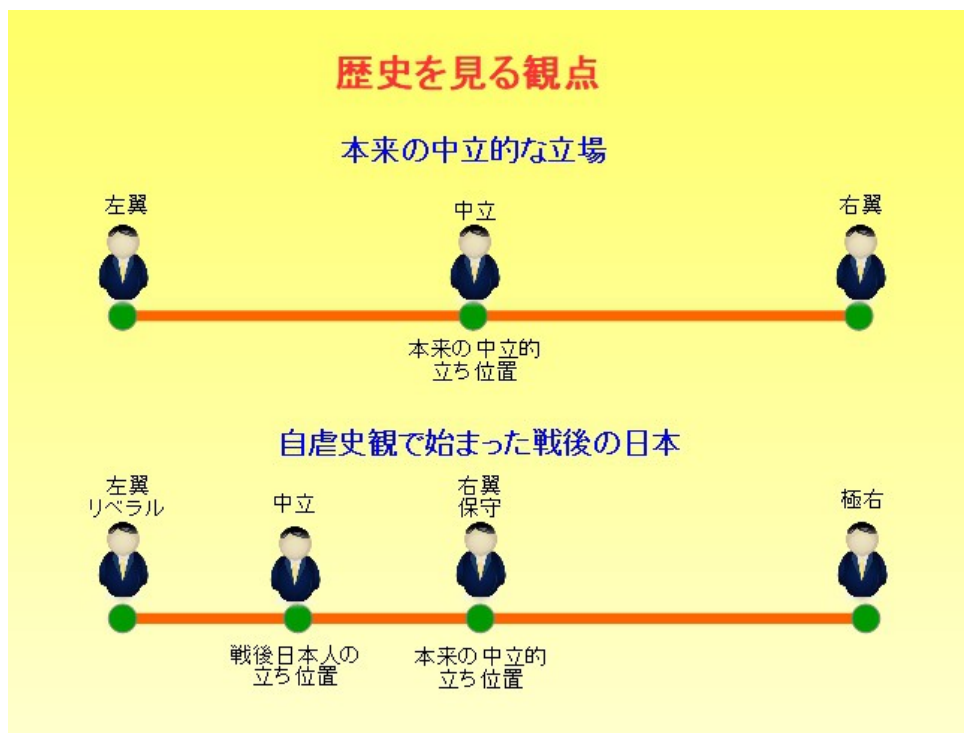 歴史を見る観点
本来の中立的な立場
左翼
中立
右翼
本来の中立的
立ち位置
自虐史観で始まった戦後の日本
左翼
リベラル
中立
右翼
保守
極右
戦後日本人の
立ち位置
本来の中立的
立ち位置